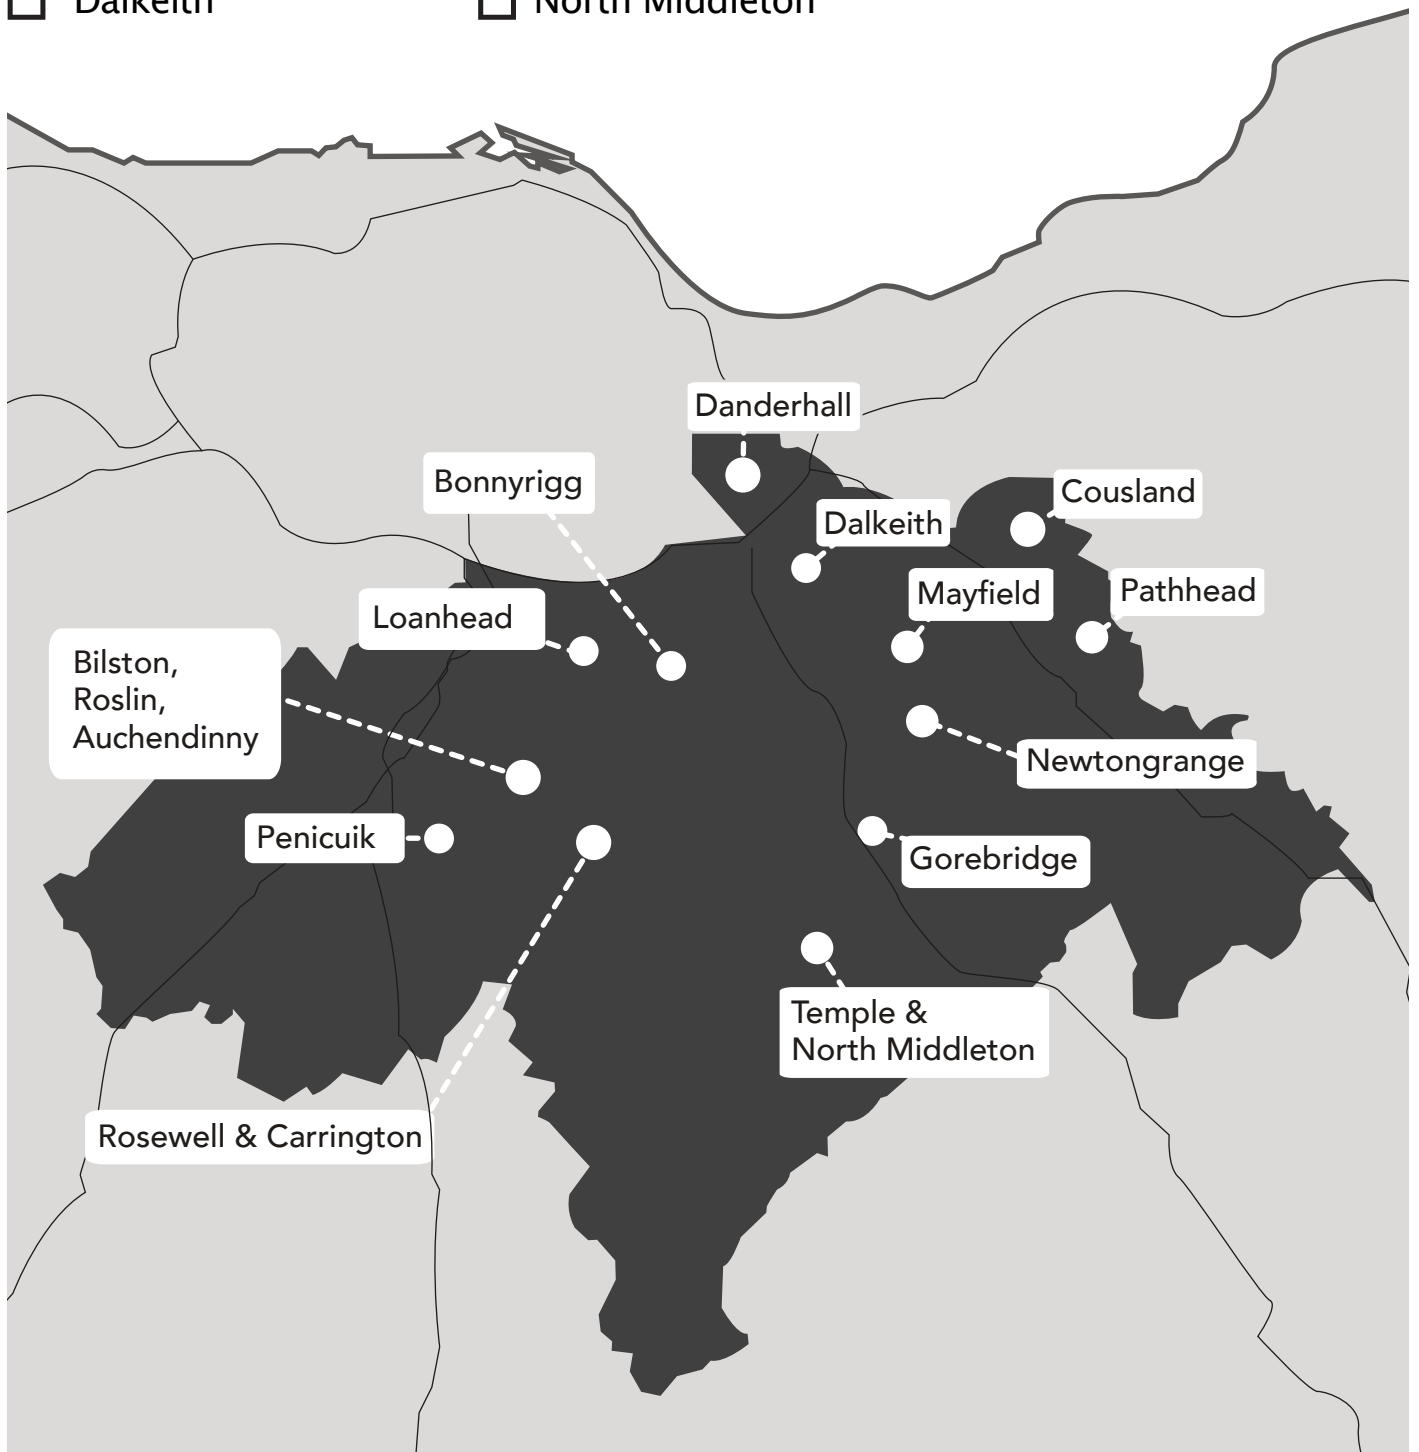 Dalkeith
North Middleton
Danderhall
Bonnyrigg
Cousland
Dalkeith
Mayfield
Pathhead
Loanhead
Bilston,
Roslin,
Auchendinny
Newtongrange
Penicuik
Gorebridge
Temple &
North Middleton
Rosewell & Carrington